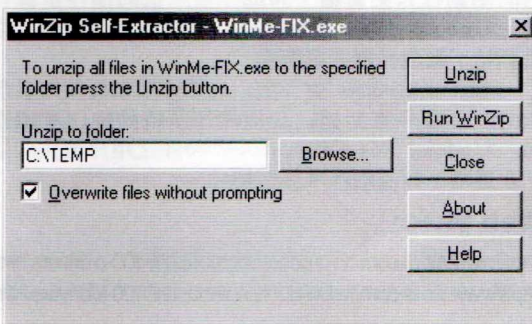 WinZip Self-Extractor - WinMe-FIX.exe
To unzip all files in WinMe-FIX.exe to the specified
folder press the Unzip button.
Unzip to folder:
C:\TEMP
Browse...
Overwrite files without prompting
Unzip
Run WinZip
Close
About
Help